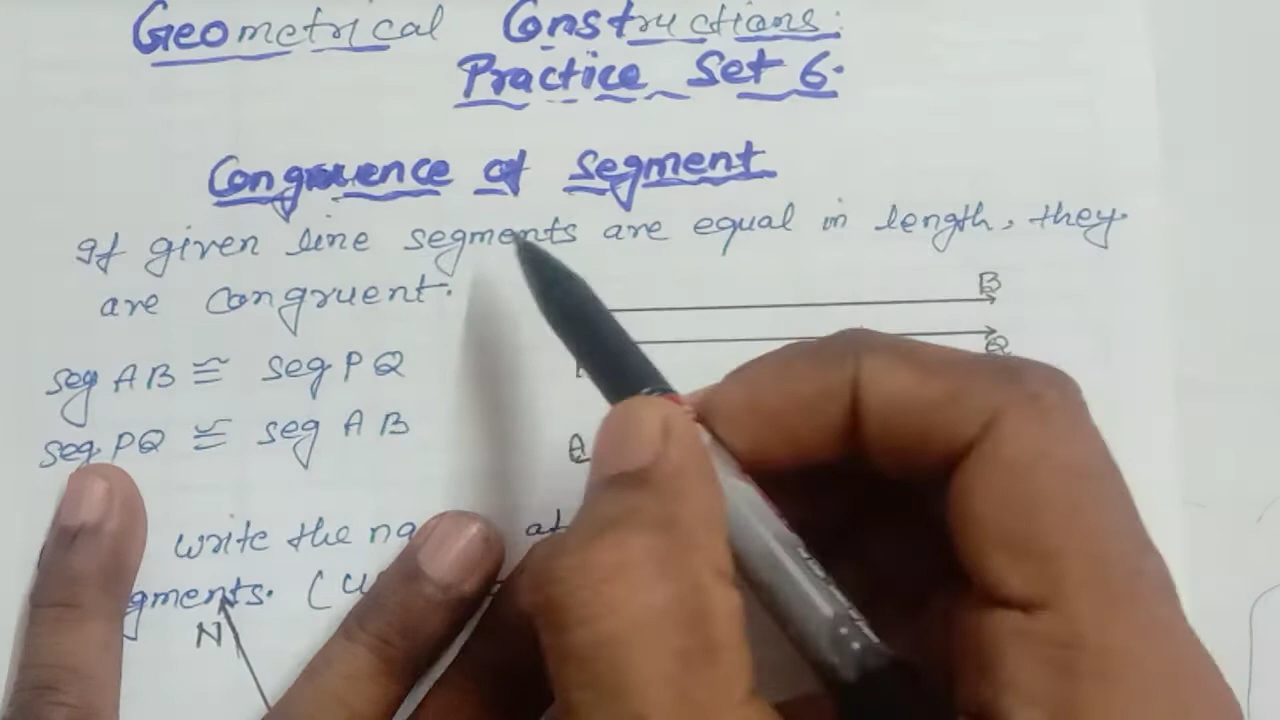 Geometrical Constructions:
Practice Set 6.
Congruence of Segment
If given line segments are equal in length, they
are congruent.
B
Q
seg AB ≅ seg PQ
seg PQ ≅ seg AB
write the
gments.
N